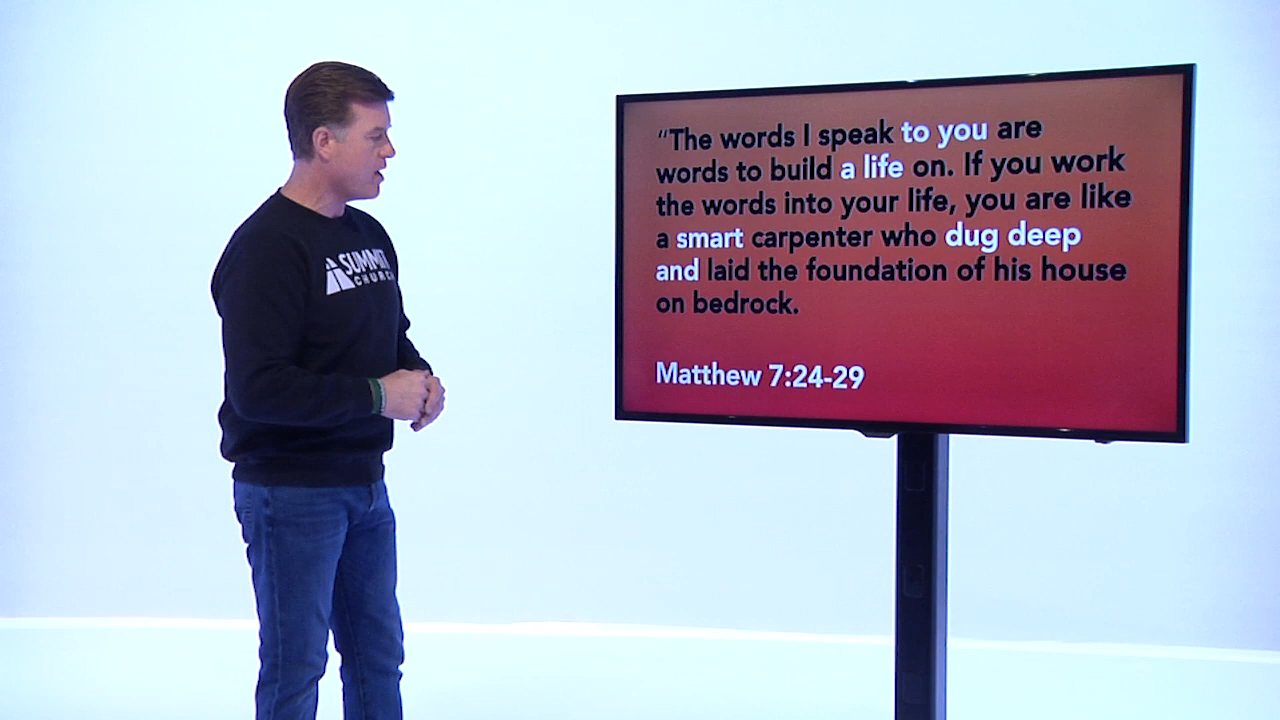 SUMMIT
CHURCH
“The words I speak to you are
words to build a life on. If you work
the words into your life, you are like
a smart carpenter who dug deep
and laid the foundation of his house
on bedrock.
Matthew 7:24-29